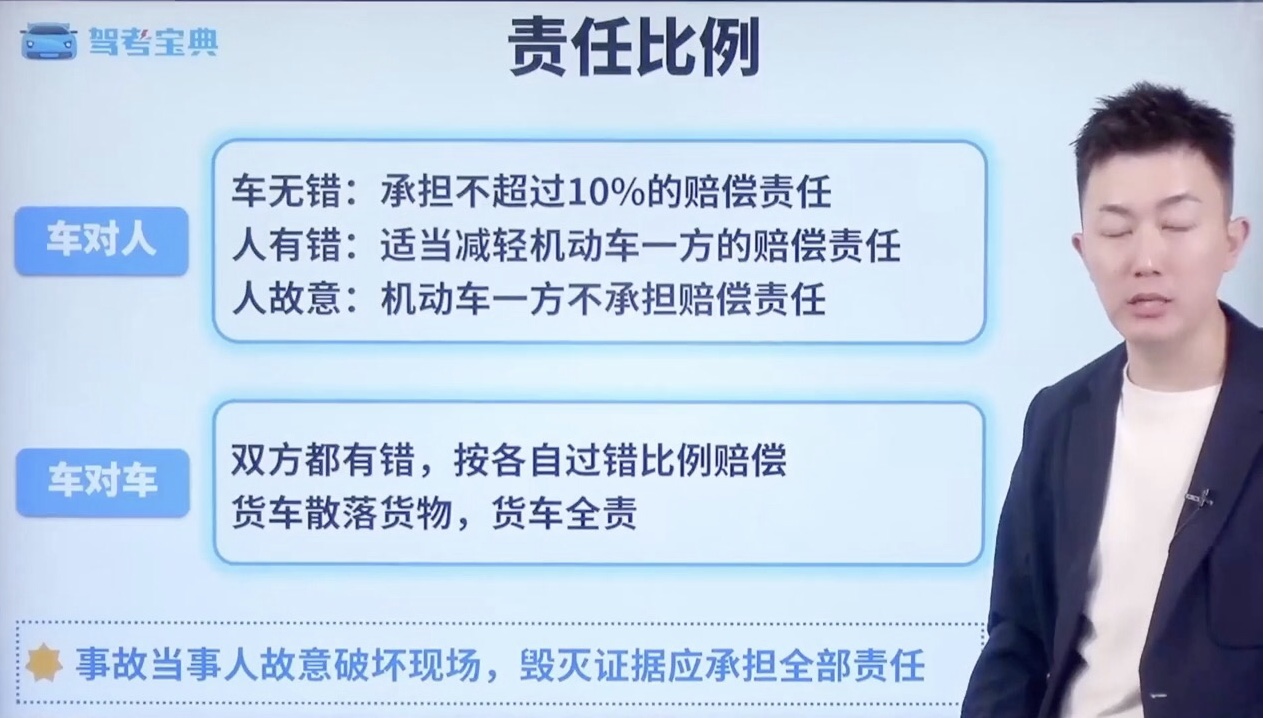 驾考宝典
责任比例
车对人
车无错：承担不超过10%的赔偿责任
人有错：适当减轻机动车一方的赔偿责任
人故意：机动车一方不承担赔偿责任
车对车
双方都有错，按各自过错比例赔偿
货车散落货物，货车全责
事故当事人故意破坏现场，毁灭证据应承担全部责任